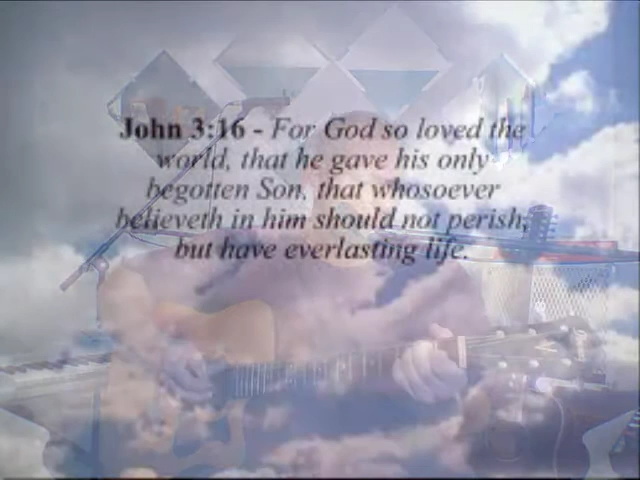 John 3:16 - For God so loved the
world, that he gave his only
begotten Son, that whosoever
believeth in him should not perish,
but have everlasting life.